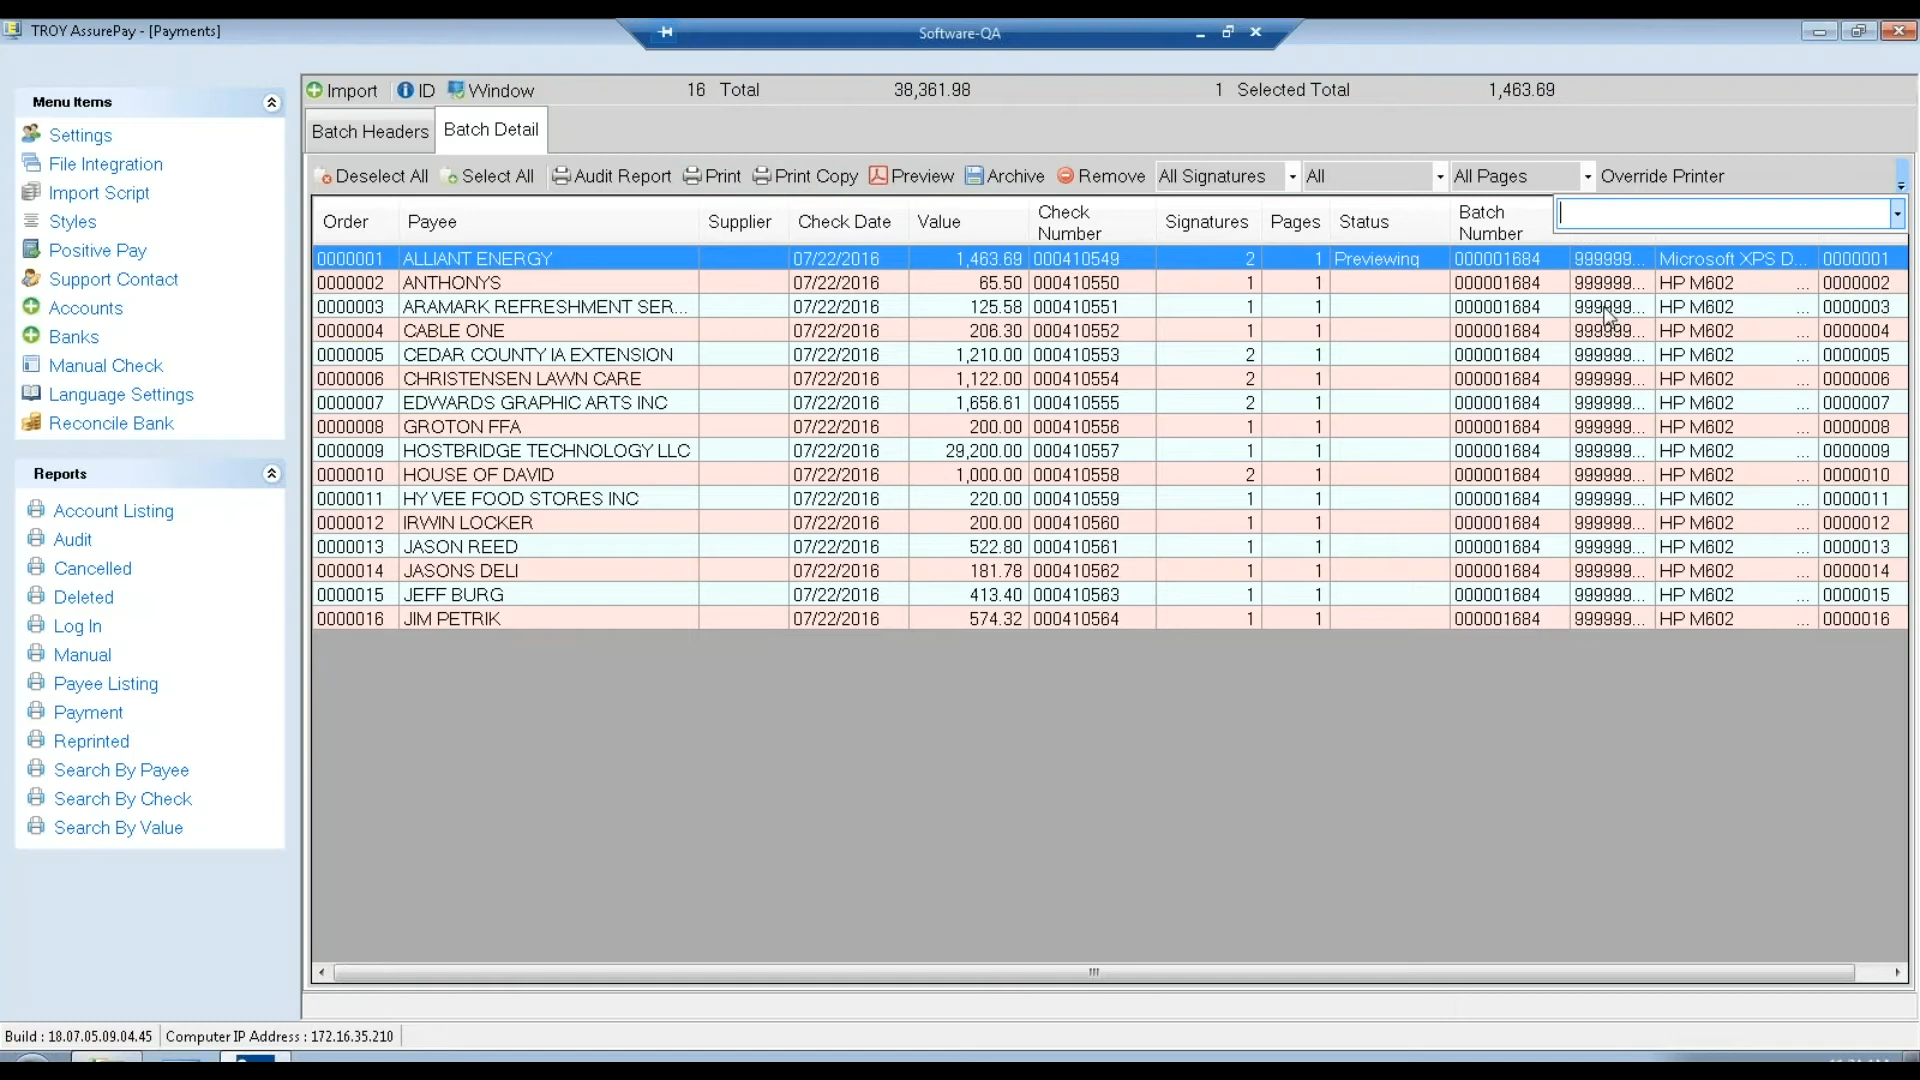 TROY AssurePay - [Payments]
Software-QA
Menu Items
Settings
File Integration
Import Script
Styles
Positive Pay
Support Contact
Accounts
Banks
Manual Check
Language Settings
Reconcile Bank
Reports
Account Listing
Audit
Cancelled
Deleted
Log In
Manual
Payee Listing
Payment
Reprinted
Search By Payee
Search By Check
Search By Value
Import ID Window 16 Total 38,361.98 1 Selected Total 1,463.69
Batch Headers Batch Detail
Deselect All Select All Audit Report Print Print Copy Preview Archive Remove All Signatures All All Pages Override Printer
Order Payee Supplier Check Date Value Check Number Signatures Pages Status Batch Number
0000001 ALLIANT ENERGY 07/22/2016 1,463.69 000410549 2 1 Previewing 000001684 999999... Microsoft XPS D... 0000001
0000002 ANTHONYS 07/22/2016 65.50 000410550 1 1 000001684 999999... HP M602 ... 0000002
0000003 ARAMARK REFRESHMENT SER... 07/22/2016 125.58 000410551 1 1 000001684 999999... HP M602 ... 0000003
0000004 CABLE ONE 07/22/2016 206.30 000410552 1 1 000001684 999999... HP M602 ... 0000004
0000005 CEDAR COUNTY IA EXTENSION 07/22/2016 1,210.00 000410553 2 1 000001684 999999... HP M602 ... 0000005
0000006 CHRISTENSEN LAWN CARE 07/22/2016 1,122.00 000410554 2 1 000001684 999999... HP M602 ... 0000006
0000007 EDWARDS GRAPHIC ARTS INC 07/22/2016 1,656.61 000410555 2 1 000001684 999999... HP M602 ... 0000007
0000008 GROTON FFA 07/22/2016 200.00 000410556 1 1 000001684 999999... HP M602 ... 0000008
0000009 HOSTBRIDGE TECHNOLOGY LLC 07/22/2016 29,200.00 000410557 1 1 000001684 999999... HP M602 ... 0000009
0000010 HOUSE OF DAVID 07/22/2016 1,000.00 000410558 2 1 000001684 999999... HP M602 ... 0000010
0000011 HY VEE FOOD STORES INC 07/22/2016 220.00 000410559 1 1 000001684 999999... HP M602 ... 0000011
0000012 IRWIN LOCKER 07/22/2016 200.00 000410560 1 1 000001684 999999... HP M602 ... 0000012
0000013 JASON REED 07/22/2016 522.80 000410561 1 1 000001684 999999... HP M602 ... 0000013
0000014 JASONS DELI 07/22/2016 181.78 000410562 1 1 000001684 999999... HP M602 ... 0000014
0000015 JEFF BURG 07/22/2016 413.40 000410563 1 1 000001684 999999... HP M602 ... 0000015
0000016 JIM PETRIK 07/22/2016 574.32 000410564 1 1 000001684 999999... HP M602 ... 0000016
Build : 18.07.05.09.04.45 Computer IP Address : 172.16.35.210